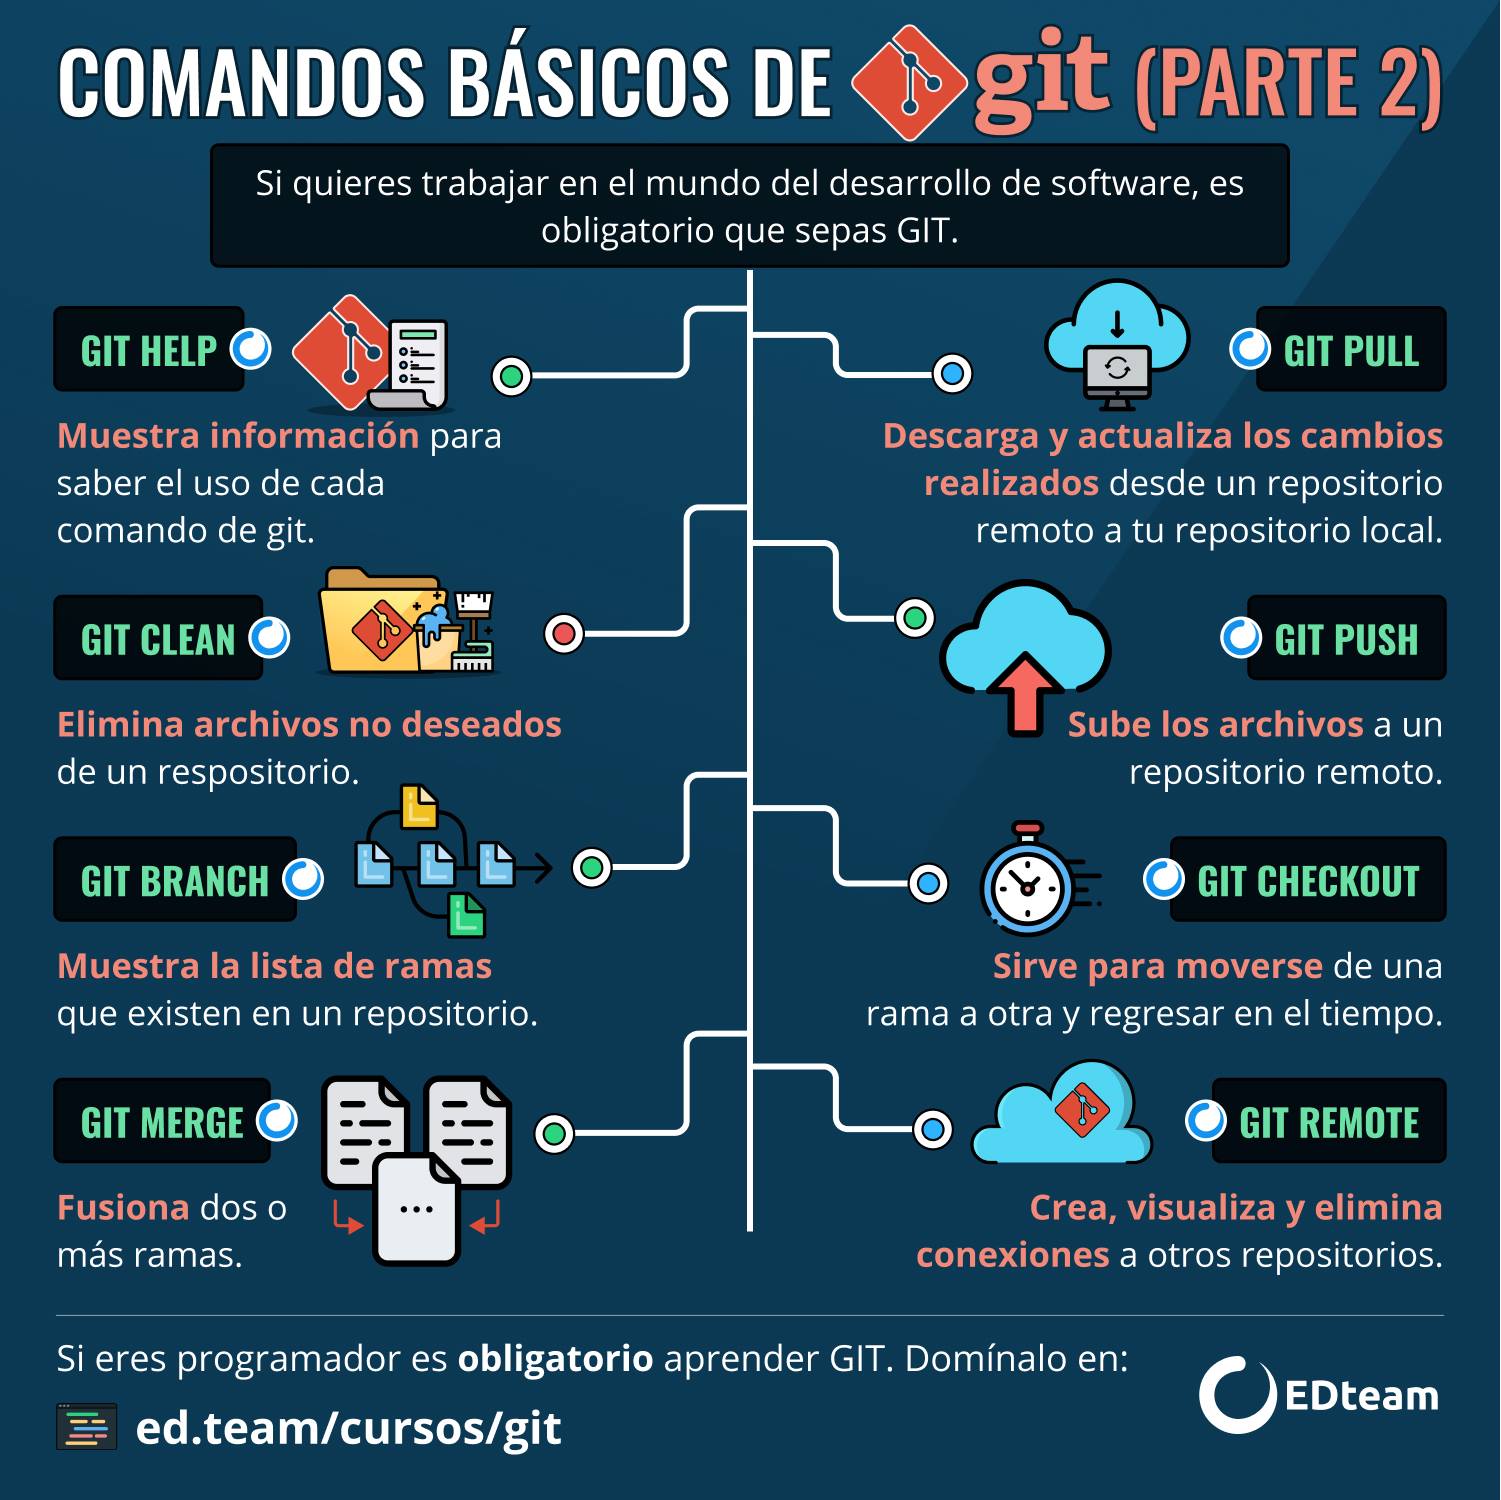 COMANDOS BÁSICOS DE git (PARTE 2)
Si quieres trabajar en el mundo del desarrollo de software, es
obligatorio que sepas GIT.
GIT HELP
Muestra información para
saber el uso de cada
comando de git.
GIT CLEAN
Elimina archivos no deseados
de un respositorio.
GIT BRANCH
Muestra la lista de ramas
que existen en un repositorio.
GIT MERGE
Fusiona dos o
más ramas.
GIT PULL
Descarga y actualiza los cambios
realizados desde un repositorio
remoto a tu repositorio local.
GIT PUSH
Sube los archivos a un
repositorio remoto.
GIT CHECKOUT
Sirve para moverse de una
rama a otra y regresar en el tiempo.
GIT REMOTE
Crea, visualiza y elimina
conexiones a otros repositorios.
Si eres programador es obligatorio aprender GIT. Domínalo en:
ed.team/cursos/git
EDteam